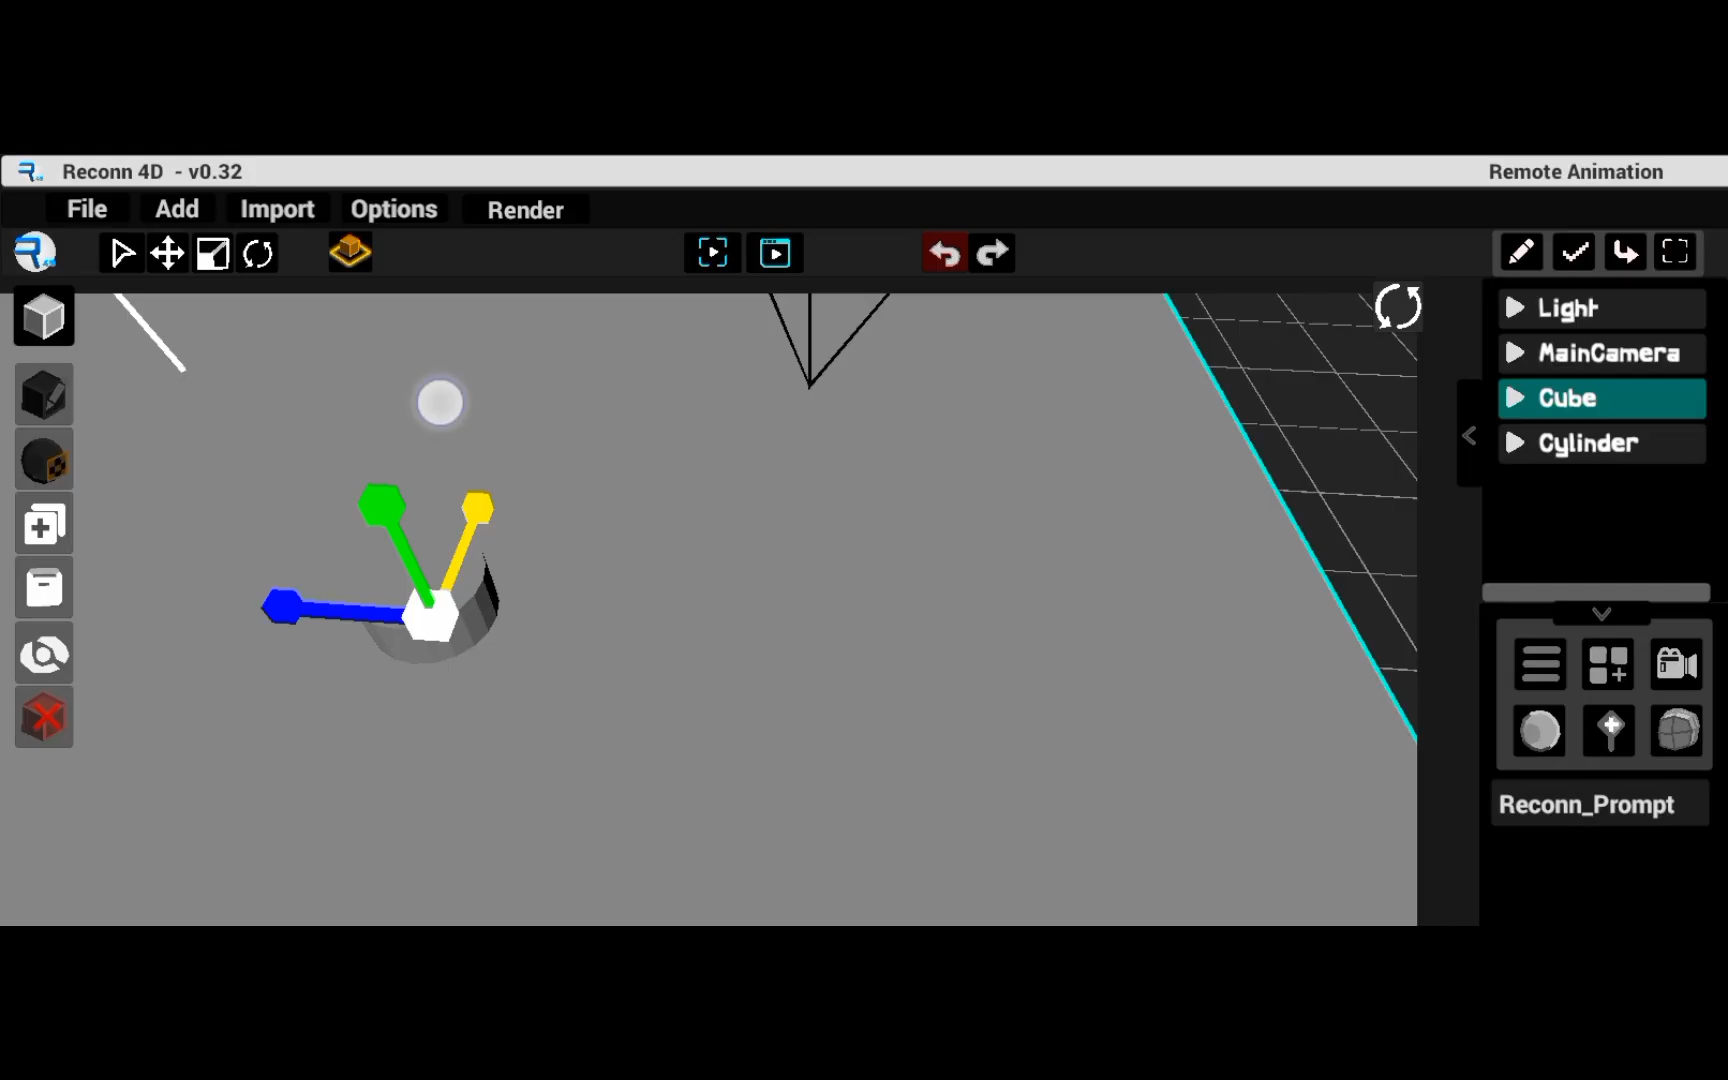 Reconn 4D - v0.32
Remote Animation
File
Add
Import
Options
Render
Light
MainCamera
Cube
Cylinder
Reconn_Prompt